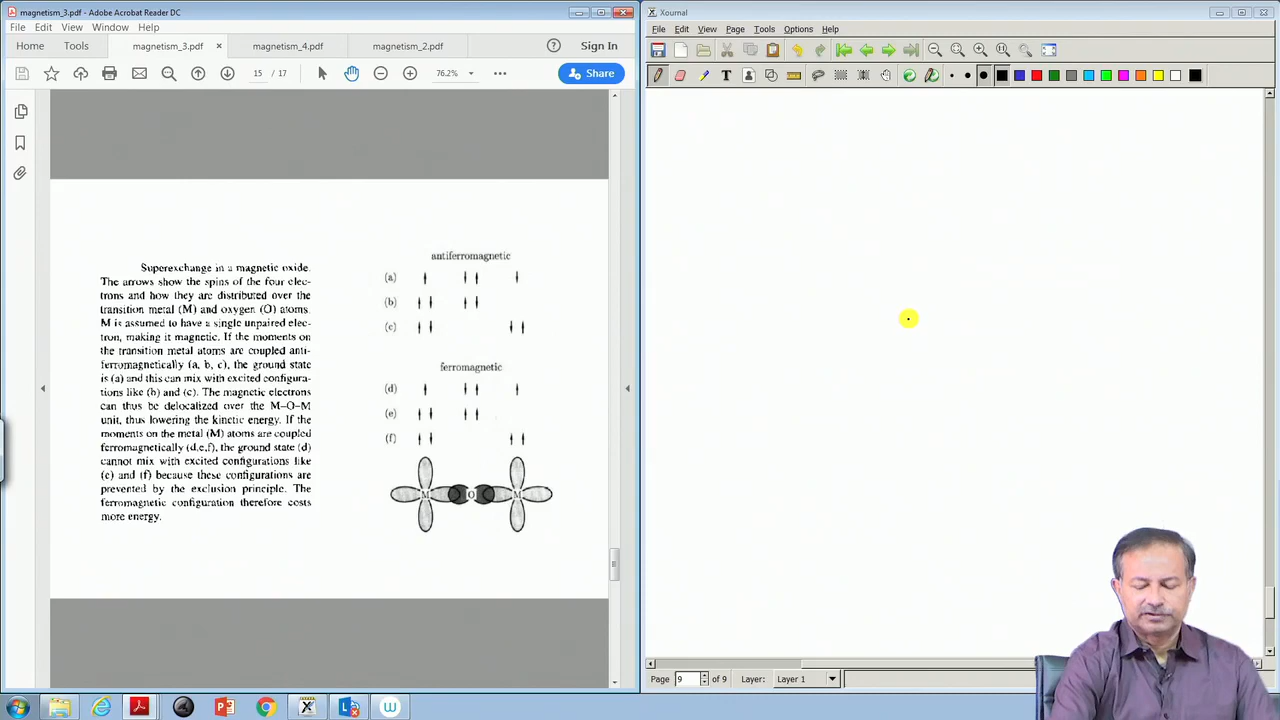 magnetism_3.pdf - Adobe Acrobat Reader DC
File Edit View Window Help
Home Tools magnetism_3.pdf × magnetism_4.pdf magnetism_2.pdf Sign In
15 / 17 76.2% Share
Superexchange in a magnetic oxide.
The arrows show the spins of the four elec-
trons and how they are distributed over the
transition metal (M) and oxygen (O) atoms.
M is assumed to have a single unpaired elec-
tron, making it magnetic. If the moments on
the transition metal atoms are coupled anti-
ferromagnetically (a, b, c), the ground state
is (a) and this can mix with excited configura-
tions like (b) and (c). The magnetic electrons
can thus be delocalized over the M–O–M
unit, thus lowering the kinetic energy. If the
moments on the metal (M) atoms are coupled
ferromagnetically (d,e,f), the ground state (d)
cannot mix with excited configurations like
(e) and (f) because these configurations are
prevented by the exclusion principle. The
ferromagnetic configuration therefore costs
more energy.
antiferromagnetic
(a)
(b)
(c)
ferromagnetic
(d)
(e)
(f)
M O M
Xournal
File Edit View Page Tools Options Help
T
Page 9 of 9 Layer: Layer 1